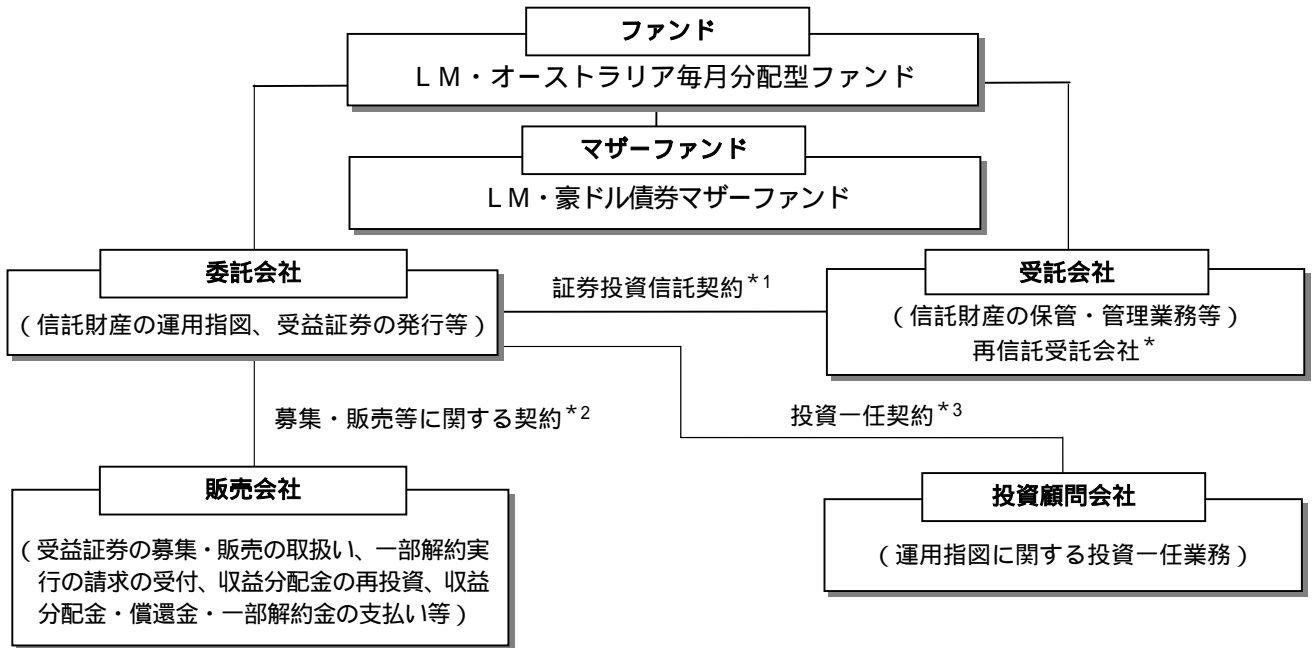 ファンド
LM・オーストラリア毎月分配型ファンド
マザーファンド
LM・豪ドル債券マザーファンド
委託会社
(信託財産の運用指図、受益証券の発行等)
証券投資信託契約*1
受託会社
(信託財産の保管・管理業務等)
再信託受託会社*
募集・販売等に関する契約*2
投資一任契約*3
販売会社
(受益証券の募集・販売の取扱い、一部解約実
行の請求の受付、収益分配金の再投資、収益
分配金・償還金・一部解約金の支払い等)
投資顧問会社
(運用指図に関する投資一任業務)